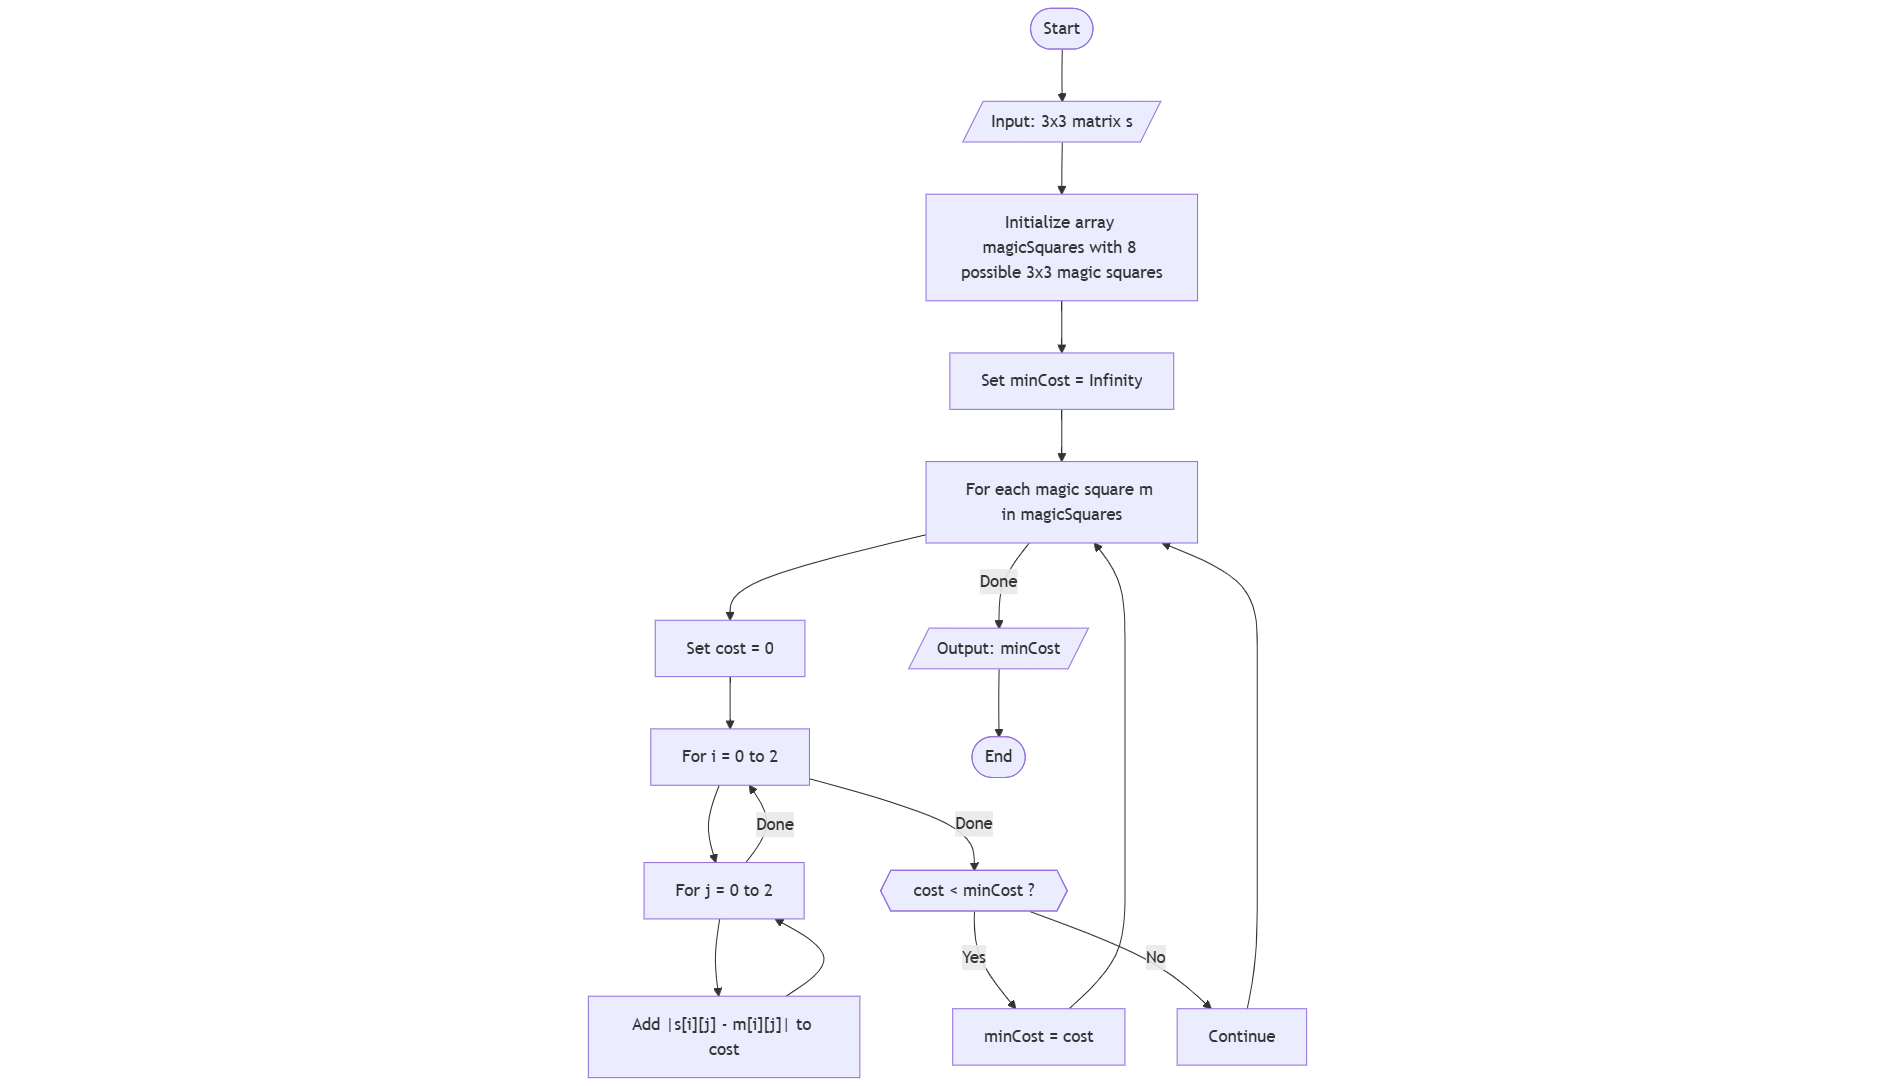 Start
Input: 3x3 matrix s
Initialize array
magicSquares with 8
possible 3x3 magic squares
Set minCost = Infinity
For each magic square m
in magicSquares
Done
Set cost = 0
Output: minCost
For i = 0 to 2
End
Done
Done
For j = 0 to 2
cost < minCost ?
Yes
No
Add |s[i][j] - m[i][j]| to
cost
minCost = cost
Continue